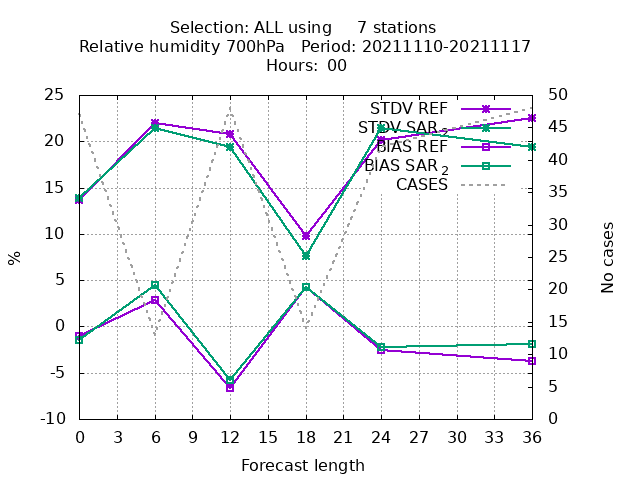 Selection: ALL using 7 stations
Relative humidity 700hPa Period: 20211110-20211117
Hours: 00
25
20
15
10
5
0
-5
-10
%
50
45
40
35
30
25
20
15
10
5
0
No cases
STDV REF
STDV SAR2
BIAS REF
BIAS SAR2
CASES
0 3 6 9 12 15 18 21 24 27 30 33 36
Forecast length